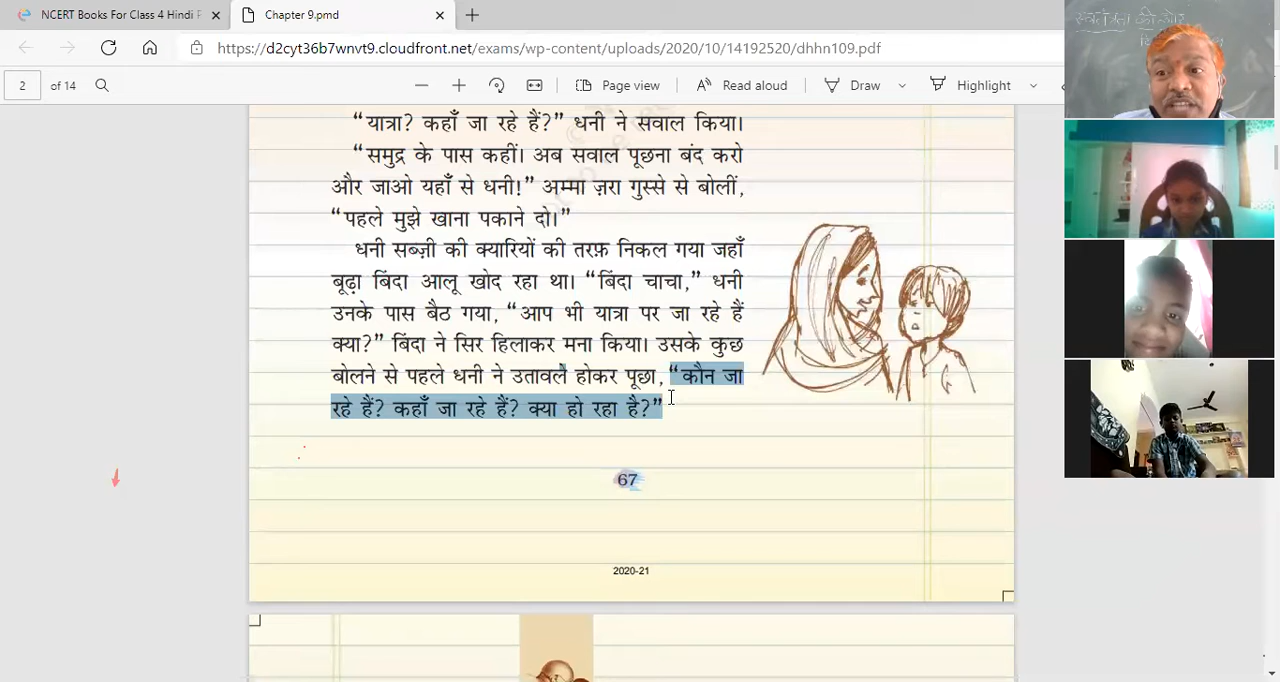 NCERT Books For Class 4 Hindi
Chapter 9.pmd
https://d2cyt36b7wnvt9.cloudfront.net/exams/wp-content/uploads/2020/10/14192520/dhhn109.pdf
2 of 14
Page view
Read aloud
Draw
Highlight
स्वतंत्रता की ओर
“यात्रा? कहाँ जा रहे हैं?” धनी ने सवाल किया।
“समुद्र के पास कहीं। अब सवाल पूछना बंद करो
और जाओ यहाँ से धनी!” अम्मा ज़रा गुस्से से बोलीं,
“पहले मुझे खाना पकाने दो।”
धनी सब्ज़ी की क्यारियों की तरफ़ निकल गया जहाँ
बूढ़ा बिंदा आलू खोद रहा था। “बिंदा चाचा,” धनी
उनके पास बैठ गया, “आप भी यात्रा पर जा रहे हैं
क्या?” बिंदा ने सिर हिलाकर मना किया। उसके कुछ
बोलने से पहले धनी ने उतावले होकर पूछा, “कौन जा
रहे हैं? कहाँ जा रहे हैं? क्या हो रहा है?”
67
2020-21